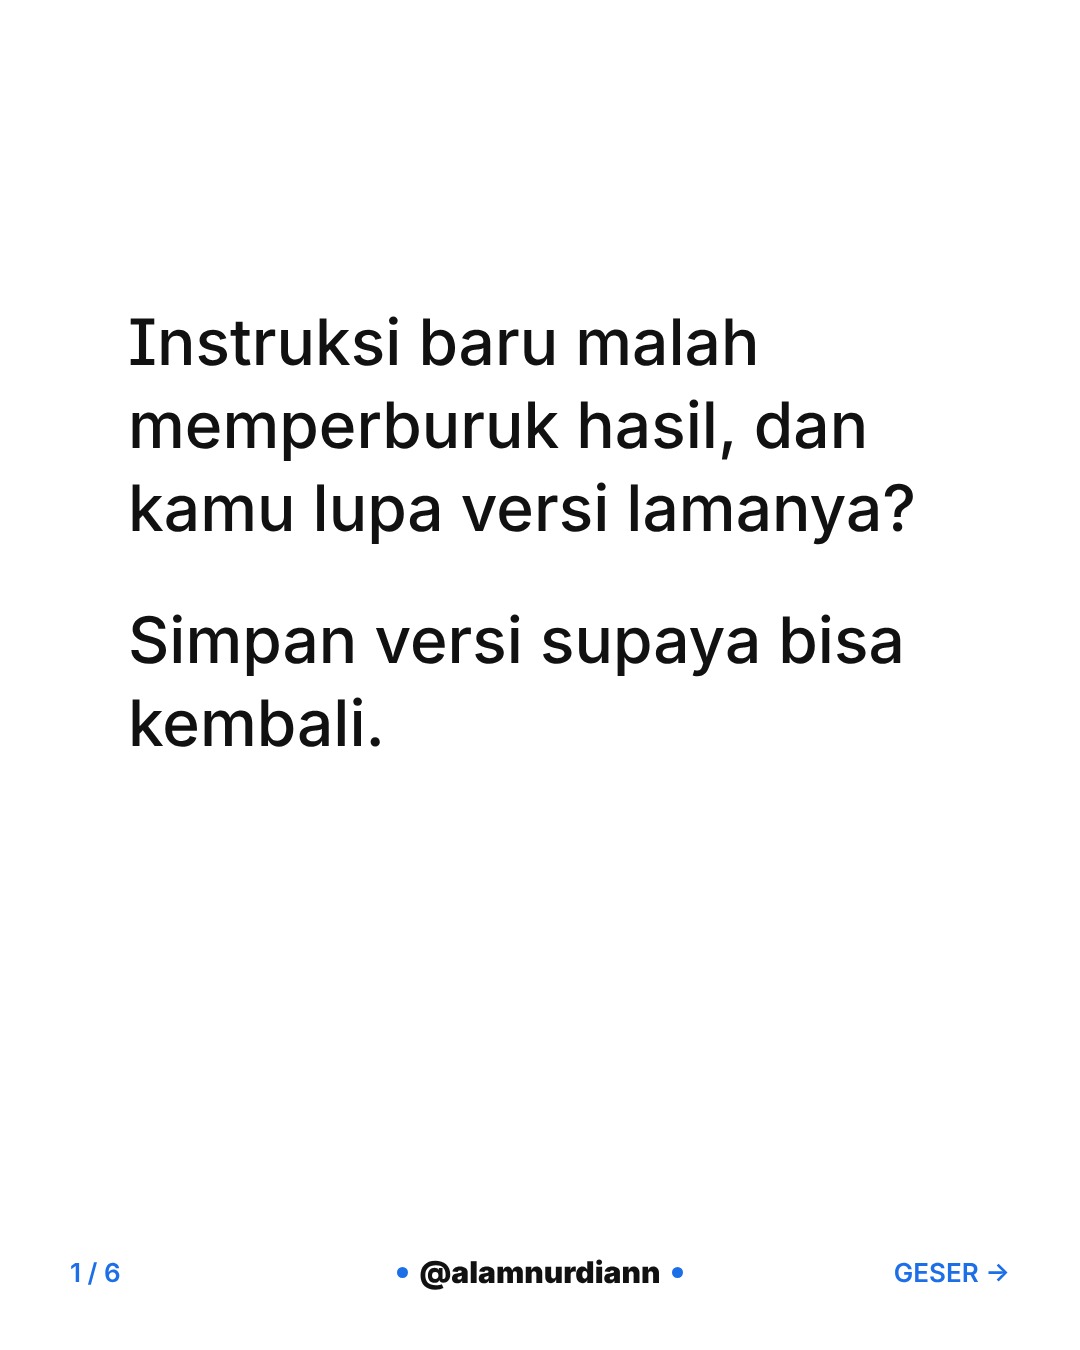 Instruksi baru malah
memperburuk hasil, dan
kamu lupa versi lamanya?
Simpan versi supaya bisa
kembali.
1 / 6
• @alamnurdiann •
GESER →